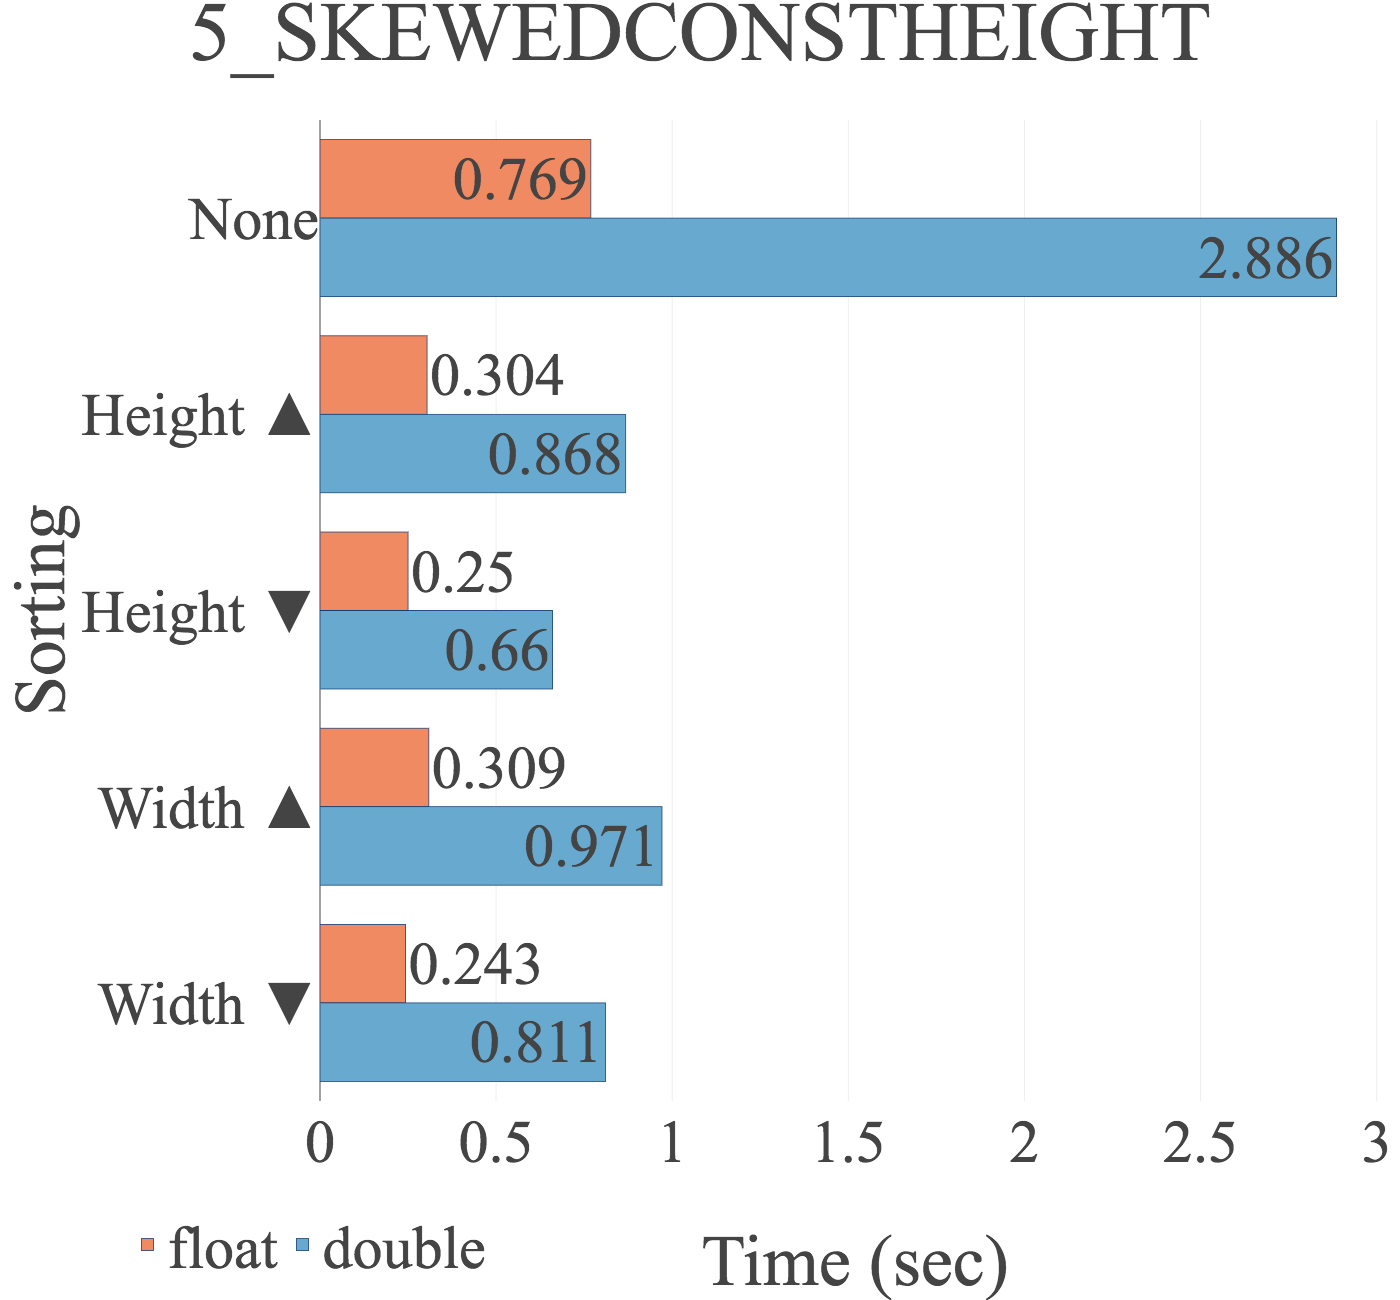 5_SKEWEDCONSTHEIGHT
Sorting
None
0.769
2.886
Height ▲
0.304
0.868
Height ▼
0.25
0.66
Width ▲
0.309
0.971
Width ▼
0.243
0.811
0 0.5 1 1.5 2 2.5 3
float double
Time (sec)